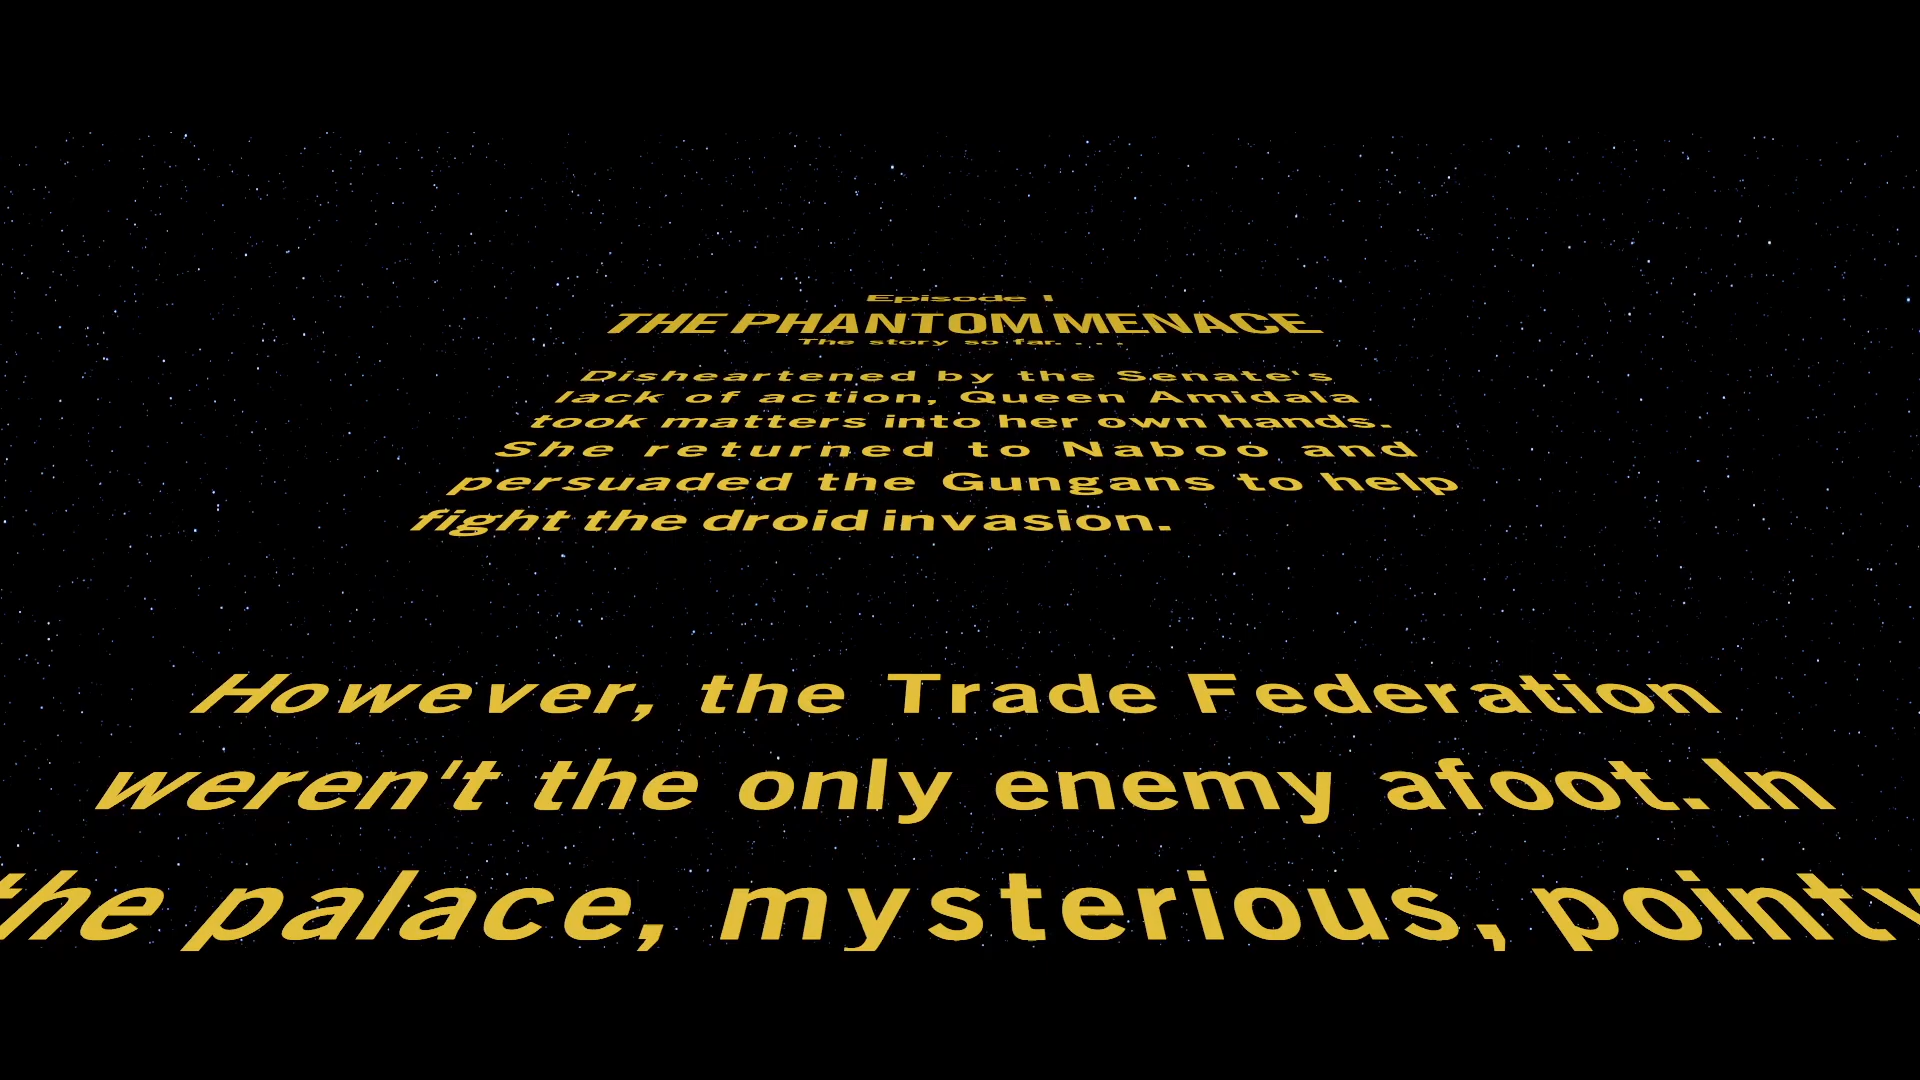 Episode I
THE PHANTOM MENACE
The story so far. . . .
Disheartened by the Senate's
lack of action, Queen Amidala
took matters into her own hands.
She returned to Naboo and
persuaded the Gungans to help
fight the droid invasion.
However, the Trade Federation
weren't the only enemy afoot. In
the palace, mysterious, pointy